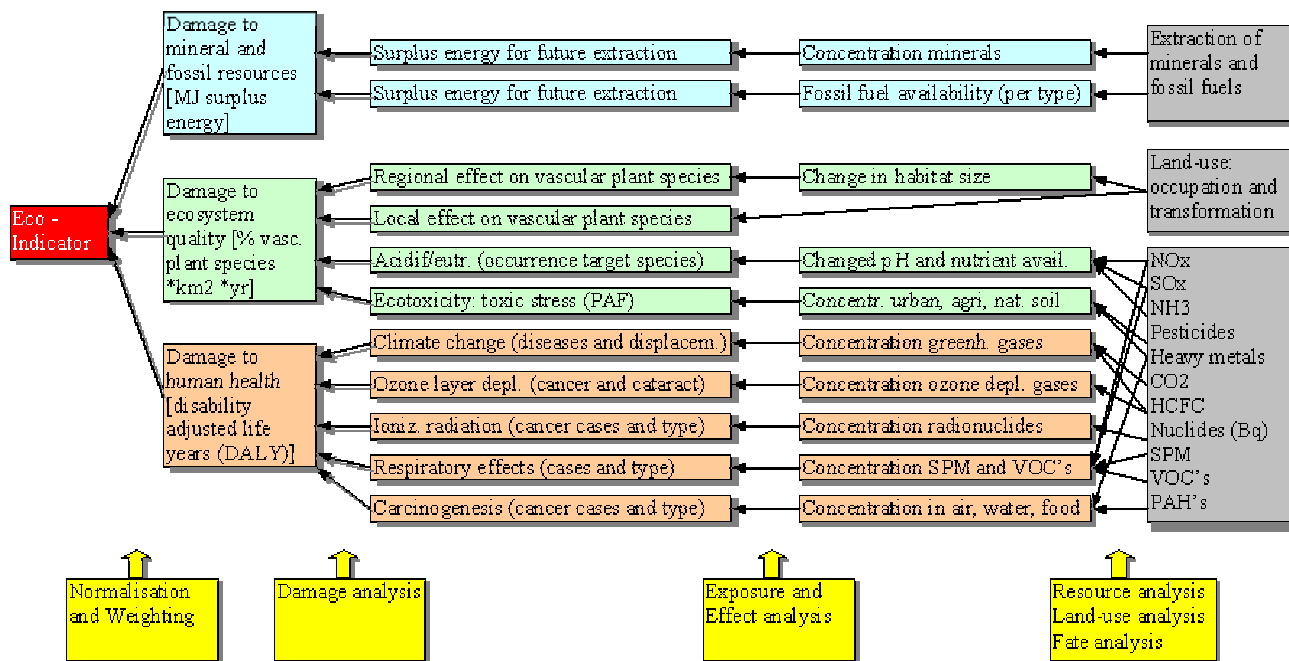 Damage to
mineral and
fossil resources
[MJ surplus
energy]
Surplus energy for future extraction
Concentration minerals
Extraction of
minerals and
fossil fuels
Surplus energy for future extraction
Fossil fuel availability (per type)
Eco -
Indicator
Damage to
ecosystem
quality [% vasc.
plant species
*km2 *yr]
Regional effect on vascular plant species
Change in habitat size
Land-use:
occupation and
transformation
Local effect on vascular plant species
Acidif/eutr. (occurrence target species)
Changed pH and nutrient avail.
Ecotoxicity: toxic stress (PAF)
Concentr. urban, agri, nat. soil
NOx
SOx
NH3
Pesticides
Heavy metals
CO2
HCFC
Nuclides (Bq)
SPM
VOC's
PAH's
Damage to
human health
[disability
adjusted life
years (DALY)]
Climate change (diseases and displacem.)
Concentration greenh. gases
Ozone layer depl. (cancer and cataract)
Concentration ozone depl. gases
Ioniz. radiation (cancer cases and type)
Concentration radionuclides
Respiratory effects (cases and type)
Concentration SPM and VOC's
Carcinogenesis (cancer cases and type)
Concentration in air, water, food
Normalisation
and Weighting
Damage analysis
Exposure and
Effect analysis
Resource analysis
Land-use analysis
Fate analysis